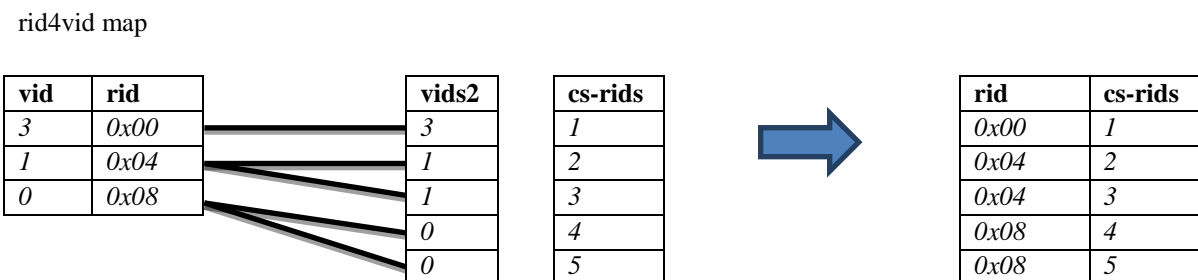 rid4vid map
vid rid vids2 cs-rids rid cs-rids
3 0x00 3 1 0x00 1
1 0x04 1 2 0x04 2
0 0x08 1 3 0x04 3
0 4 0x08 4
0 5 0x08 5